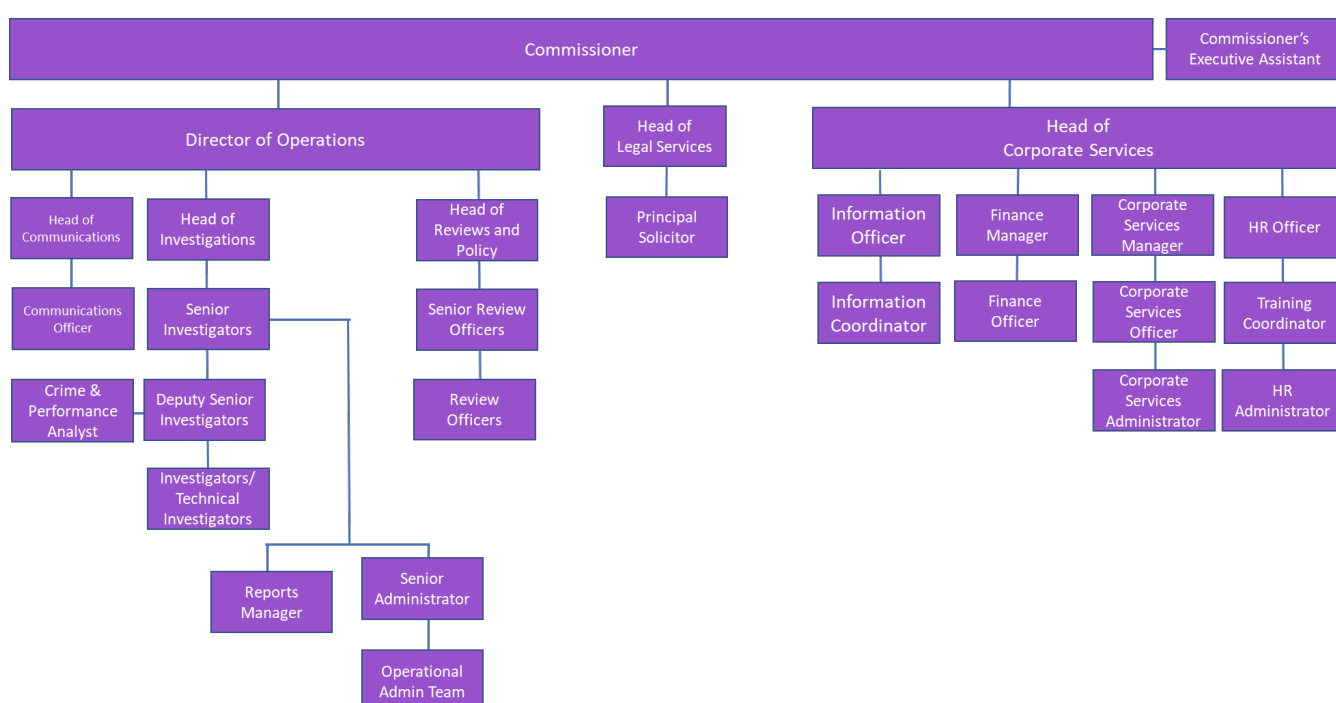 Commissioner
Commissioner’s
Executive Assistant
Director of Operations
Head of
Legal Services
Head of
Corporate Services
Head of
Communications
Head of
Investigations
Head of
Reviews and
Policy
Principal
Solicitor
Information
Officer
Finance
Manager
Corporate
Services
Manager
HR Officer
Communications
Officer
Senior
Investigators
Senior Review
Officers
Information
Coordinator
Finance
Officer
Corporate
Services
Officer
Training
Coordinator
Crime &
Performance
Analyst
Deputy Senior
Investigators
Review
Officers
Corporate
Services
Administrator
HR
Administrator
Investigators/
Technical
Investigators
Reports
Manager
Senior
Administrator
Operational
Admin Team